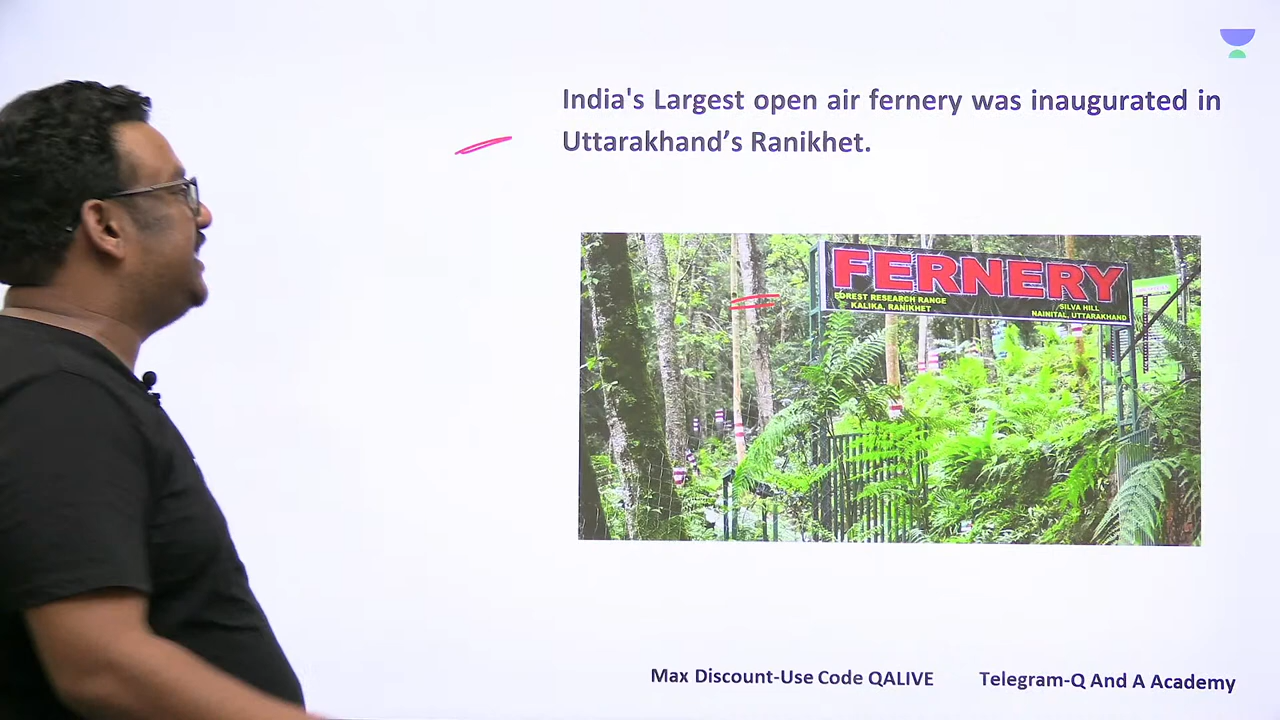 India's Largest open air fernery was inaugurated in
Uttarakhand’s Ranikhet.
FERNERY
FOREST RESEARCH RANGE
KALIKA, RANIKHET
SILVA HILL
NAINITAL, UTTARAKHAND
Max Discount-Use Code QALIVE
Telegram-Q And A Academy